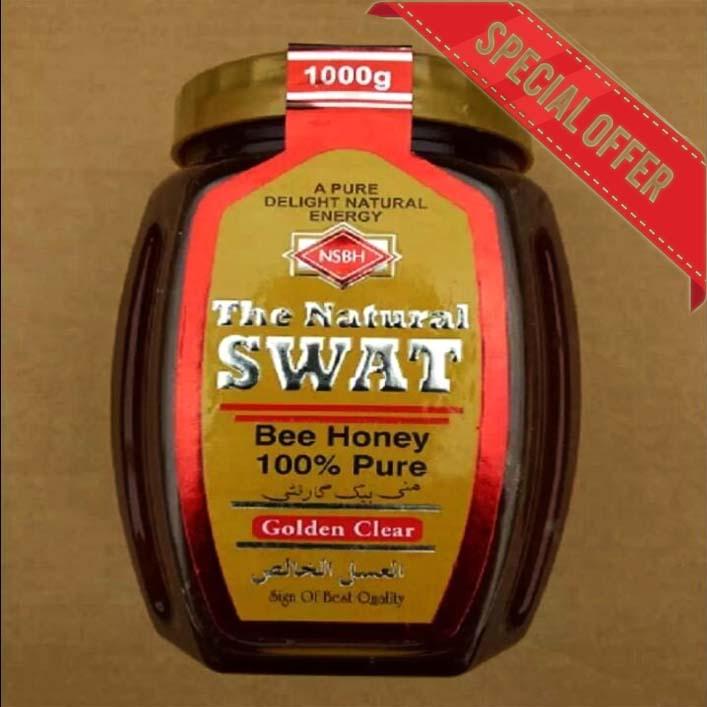 SPECIAL OFFER
1000g
A PURE
DELIGHT NATURAL
ENERGY
NSBH
The Natural
SWAT
Bee Honey
100% Pure
منی بیک گارنٹی
Golden Clear
العسل الخالص
Sign Of Best Quality